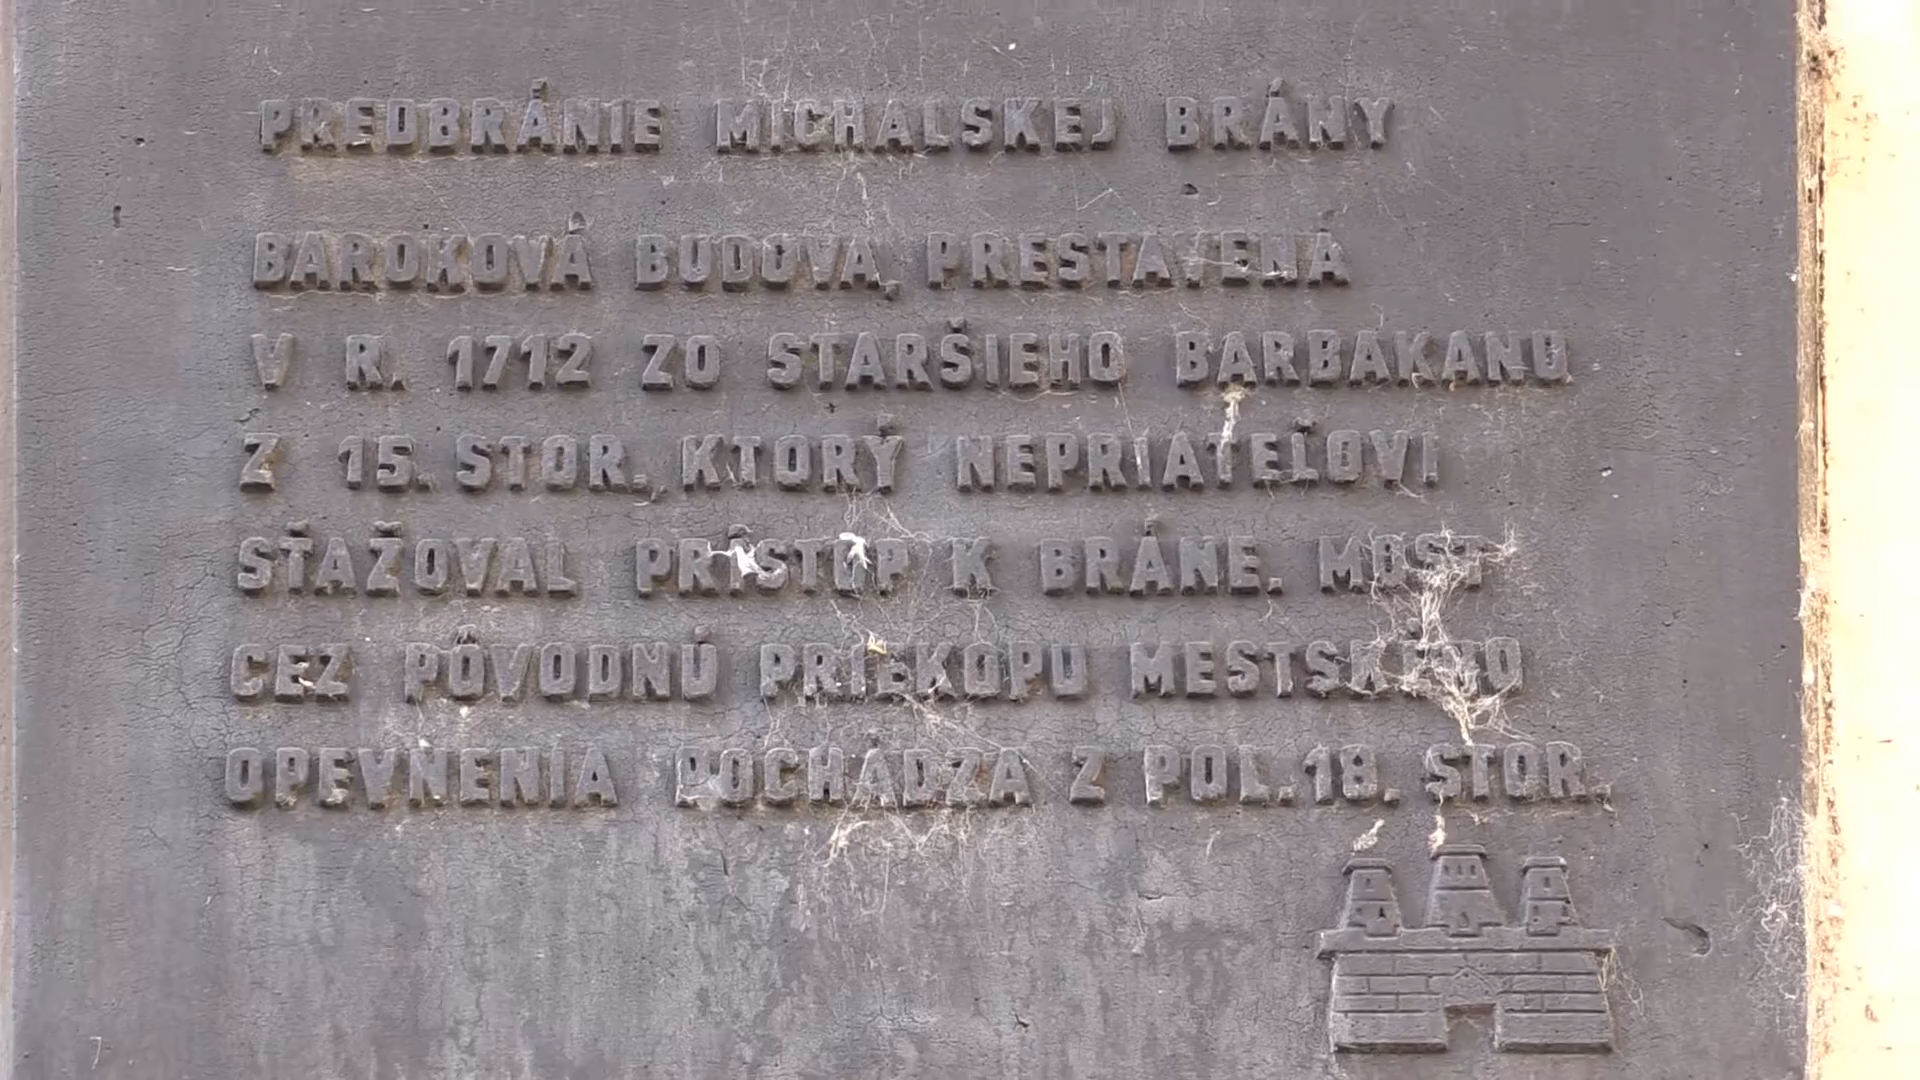 PREDBRÁNIE MICHALSKEJ BRÁNY
BAROKOVÁ BUDOVA, PRESTAVENA
V R. 1712 ZO STARŠIEHO BARBAKANU
Z 15. STOR., KTORÝ NEPRIATEĽOVI
SŤAŽOVAL PRÍSTUP K BRÁNE. MOST
CEZ PÔVODNÚ PRIEKOPU MESTSKÉHO
OPEVNENIA POCHÁDZA Z POL. 18. STOR.